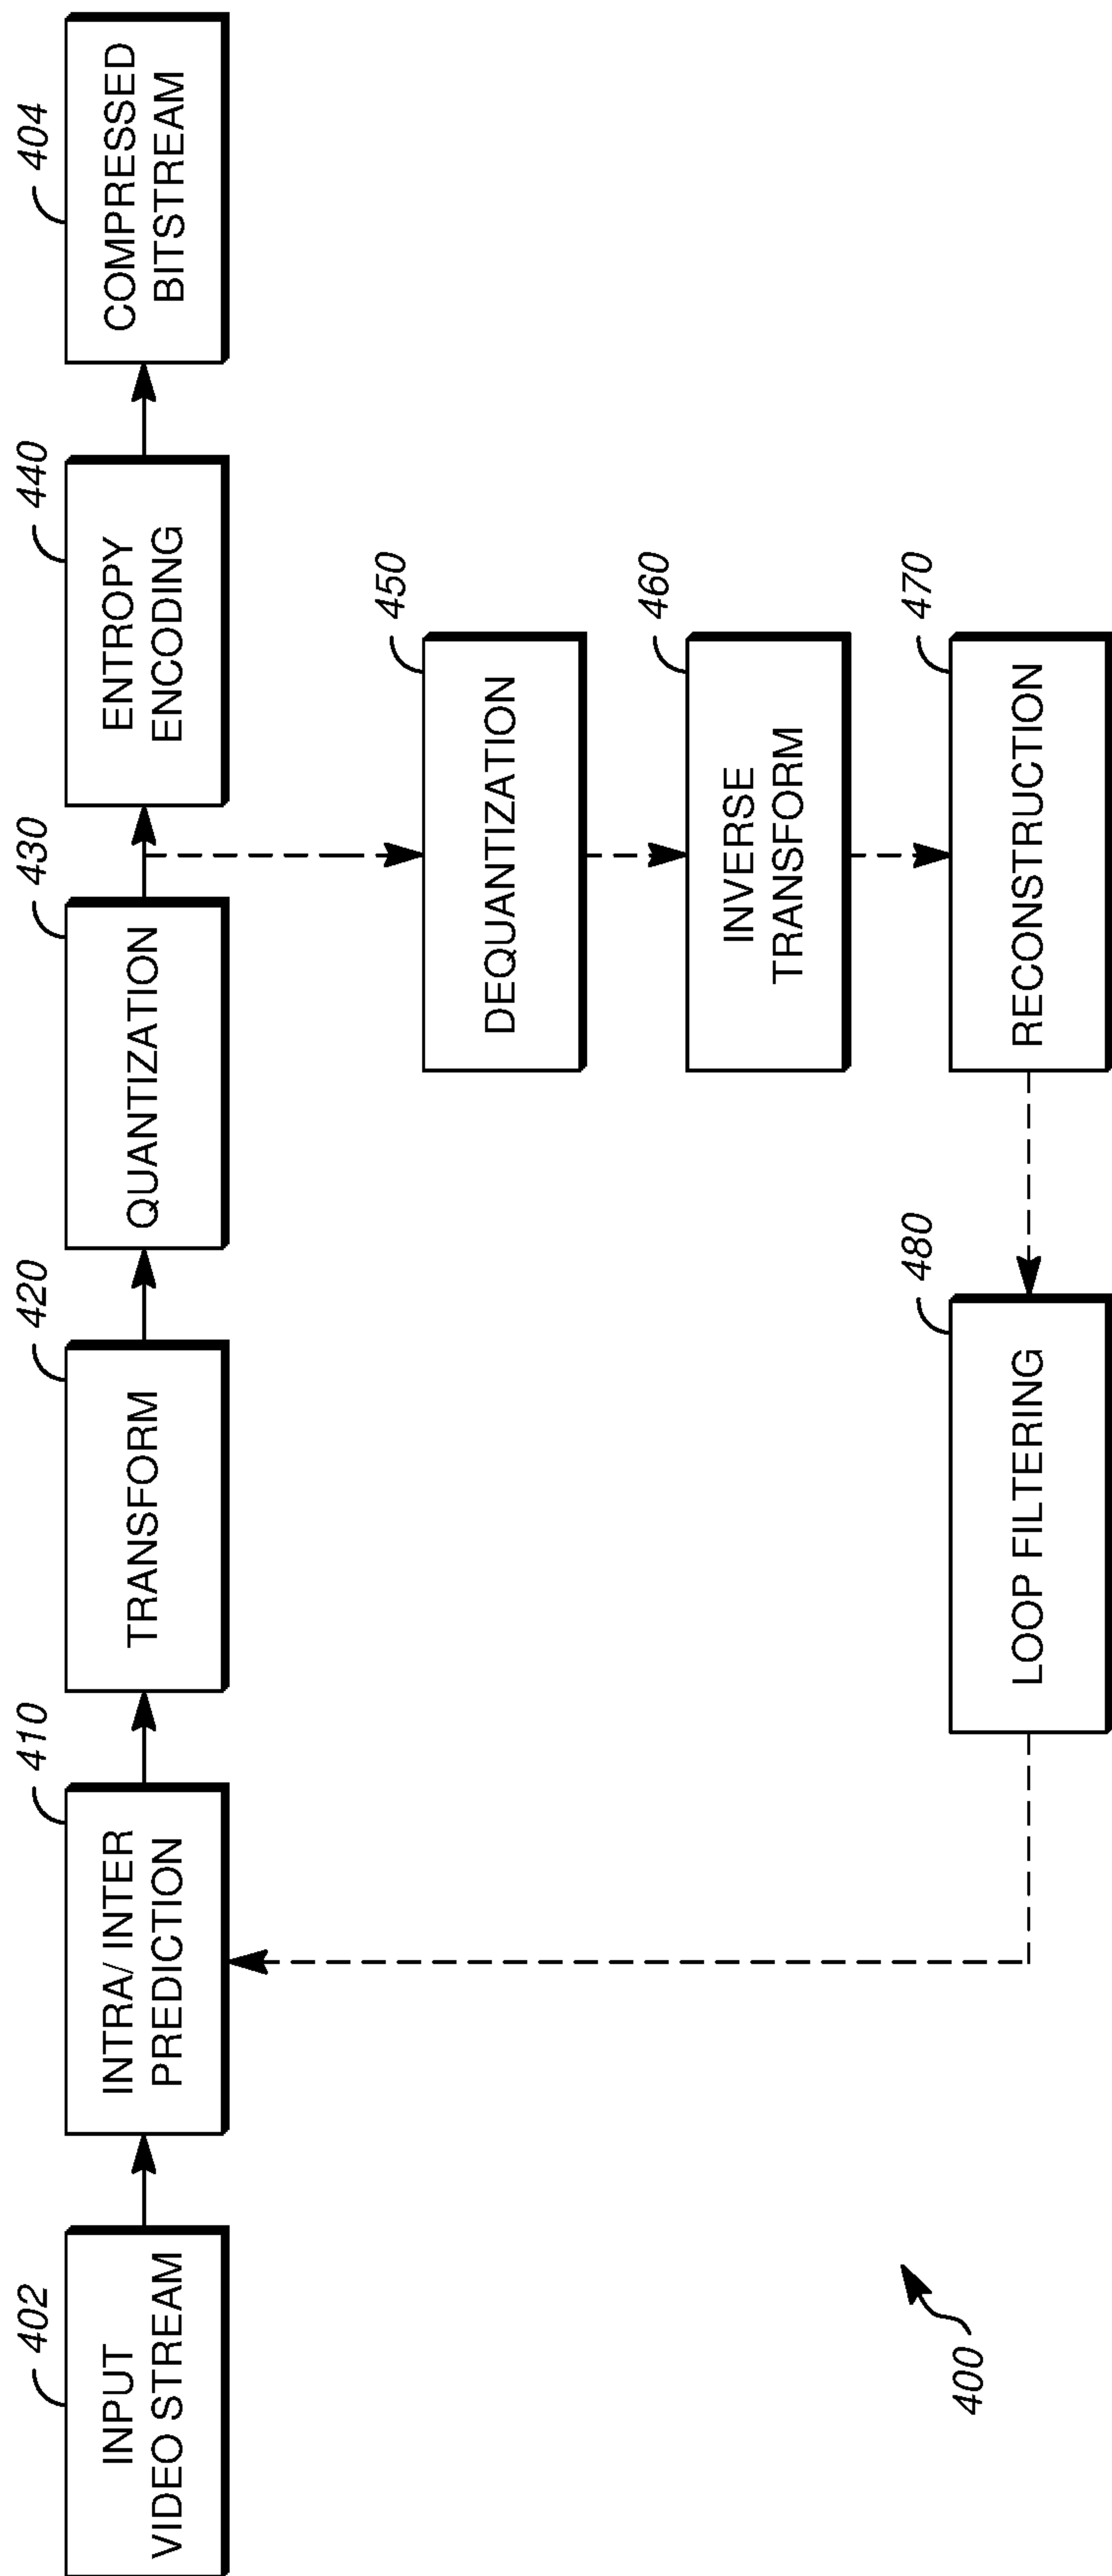 402
INPUT
VIDEO STREAM
410
INTRA/ INTER
PREDICTION
420
TRANSFORM
430
QUANTIZATION
440
ENTROPY
ENCODING
404
COMPRESSED
BITSTREAM
450
DEQUANTIZATION
460
INVERSE
TRANSFORM
470
RECONSTRUCTION
480
LOOP FILTERING
400